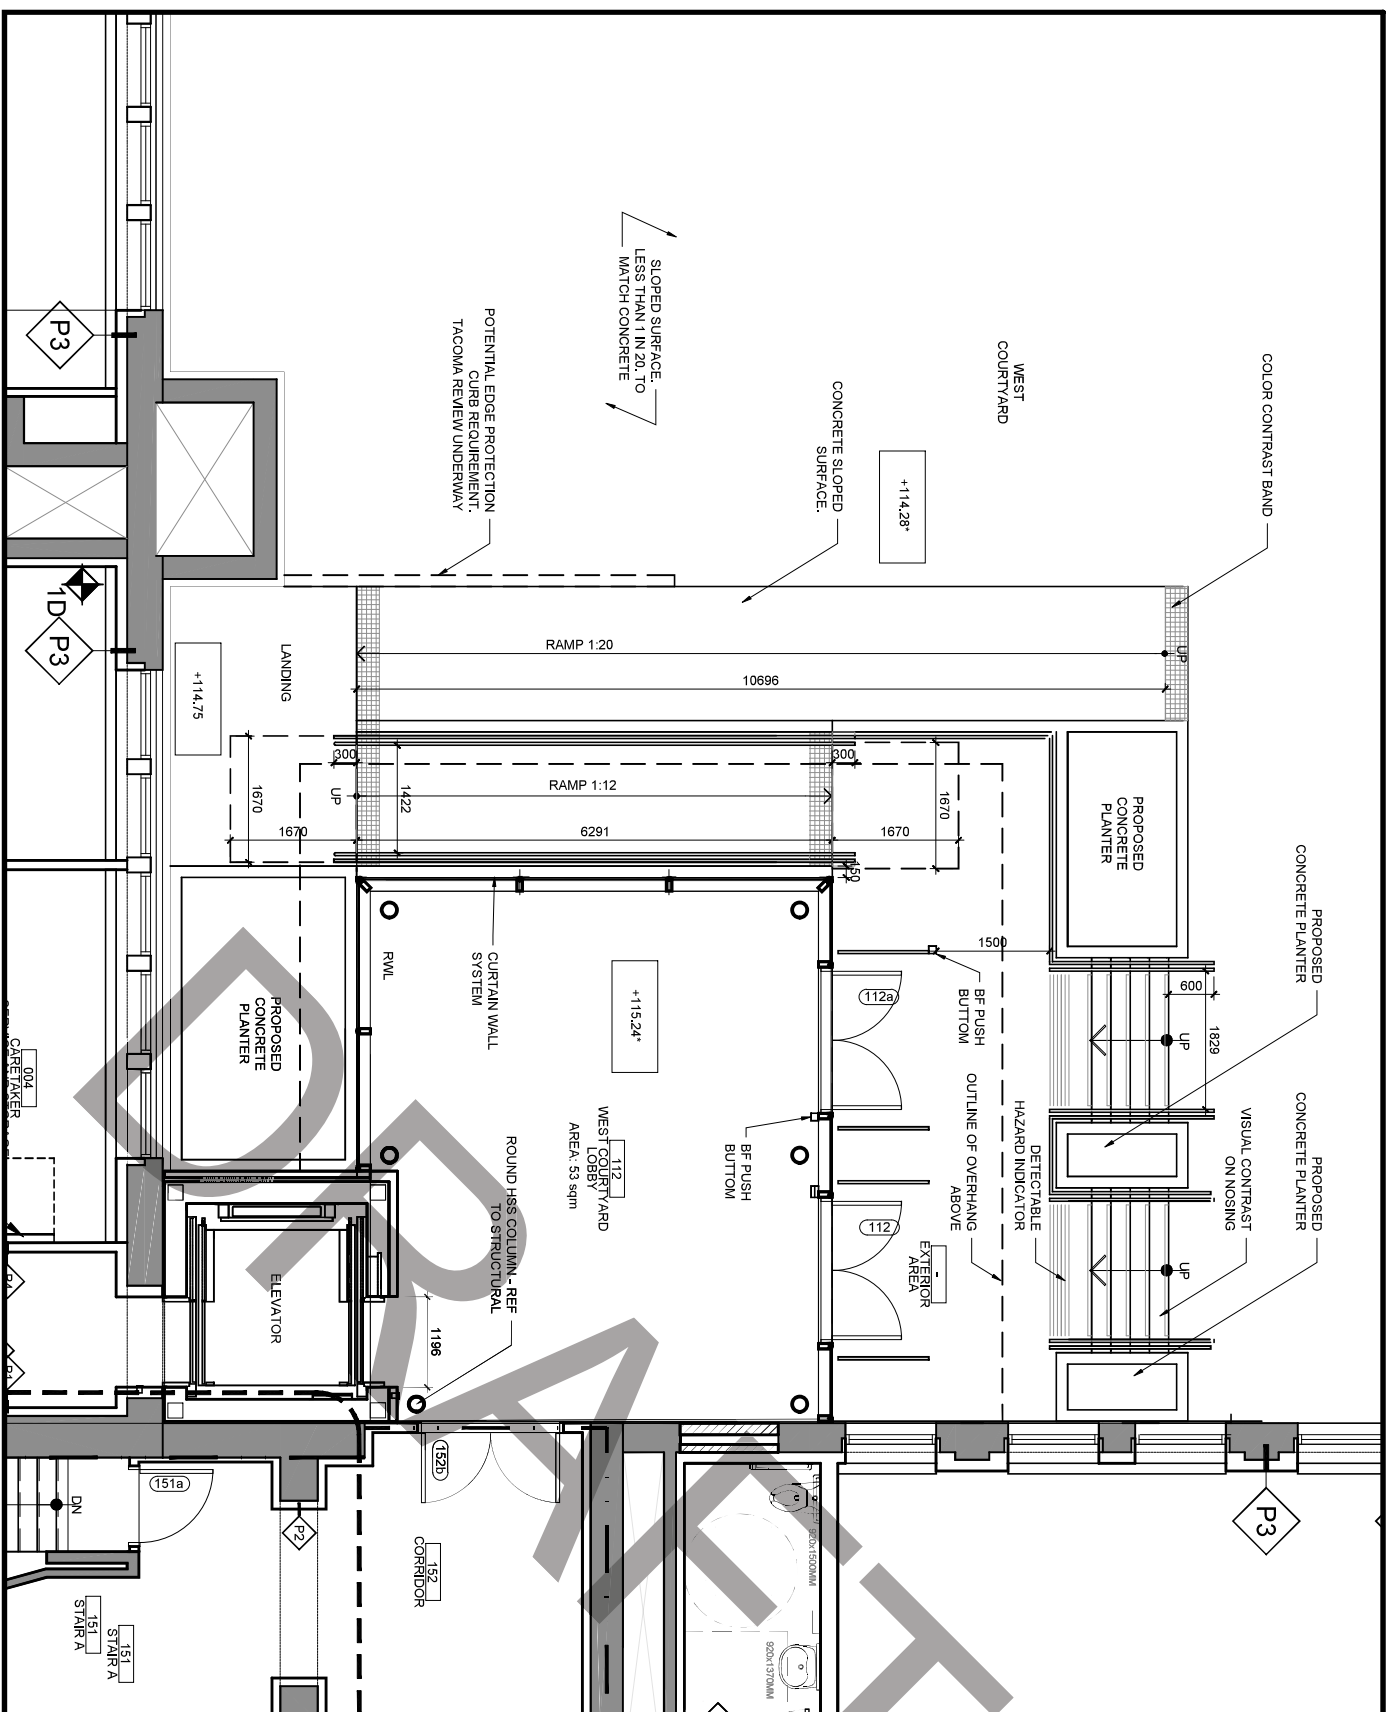 COLOR CONTRAST BAND
WEST
COURTYARD
+114.28*
CONCRETE SLOPED
SURFACE.
SLOPED SURFACE.
LESS THAN 1 IN 20. TO
MATCH CONCRETE
POTENTIAL EDGE PROTECTION
CURB REQUIREMENT.
TACOMA REVIEW UNDERWAY
P3
1D
P3
LANDING
+114.75
RAMP 1:20
UP
10696
300
300
1422
RAMP 1:12
UP
1670
1670
1670
6291
1670
150
PROPOSED
CONCRETE
PLANTER
PROPOSED
CONCRETE PLANTER
1500
600
1829
UP
BF PUSH
BUTTOM
112a
RWL
CURTAIN WALL
SYSTEM
+115.24*
PROPOSED
CONCRETE
PLANTER
004
CARETAKER
PROPOSED
CONCRETE PLANTER
VISUAL CONTRAST
ON NOSING
DETECTABLE
HAZARD INDICATOR
OUTLINE OF OVERHANG
ABOVE
BF PUSH
BUTTOM
112
WEST COURTYARD
LOBBY
AREA: 53 sqm
ROUND HSS COLUMN - REF
TO STRUCTURAL
UP
112
-
EXTERIOR
AREA
ELEVATOR
1196
P1
152b
151a
DN
P2
152
CORRIDOR
151
STAIR A
151
STAIR A
920x1500MM
920x1370MM
P3
DRAFT